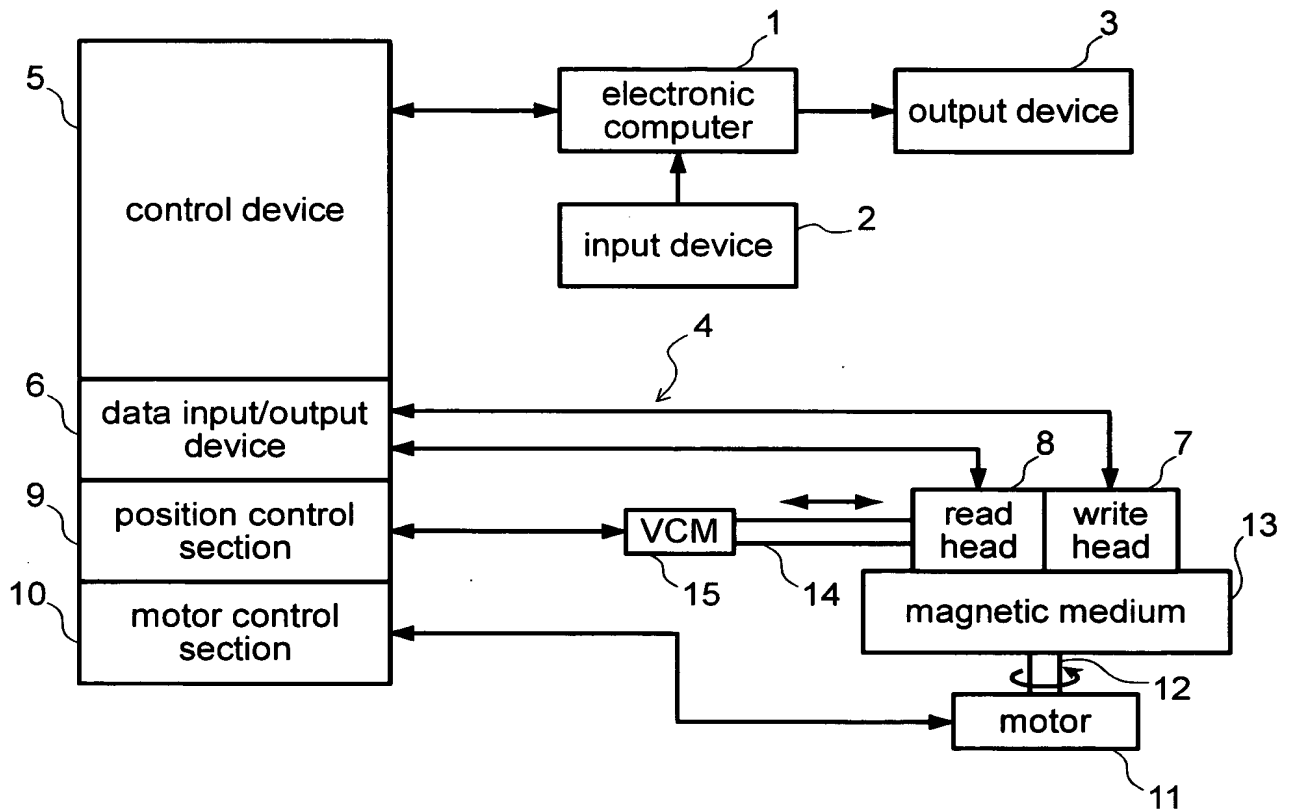 1
3
5
electronic
computer
output device
control device
input device
2
4
6
data input/output
device
8
7
9
position control
section
VCM
read
head
write
head
13
15
14
10
motor control
section
magnetic medium
12
motor
11